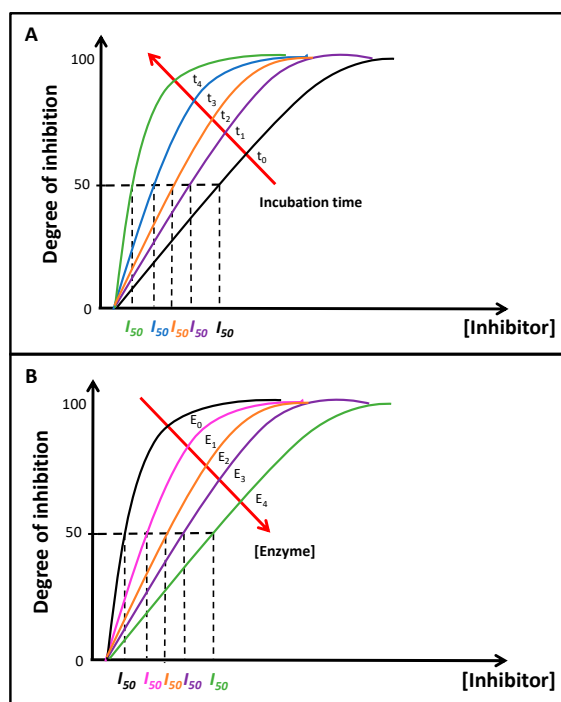 A
100
t4
t3
t2
t1
t0
50
Incubation time
Degree of inhibition
0
I50 I50 I50 I50 I50
[Inhibitor]
B
100
E0
E1
E2
E3
E4
50
[Enzyme]
Degree of inhibition
0
I50 I50 I50 I50 I50
[Inhibitor]